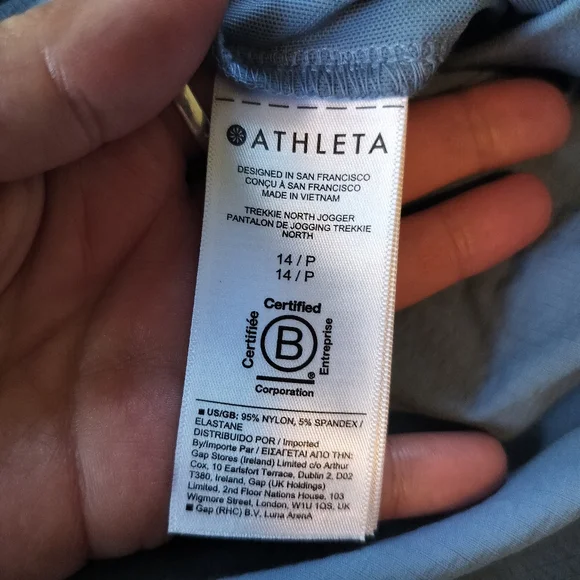 ATHLETA
DESIGNED IN SAN FRANCISCO
CONÇU À SAN FRANCISCO
MADE IN VIETNAM
TREKKIE NORTH JOGGER
PANTALON DE JOGGING TREKKIE
NORTH
14 / P
14 / P
Certified
Certifiée
B
Entreprise
®
Corporation
■ US/GB: 95% NYLON, 5% SPANDEX /
ELASTANE
DISTRIBUIDO POR / Imported
By/Importe Par / ΕΙΣΑΓΕΤΑΙ ΑΠΟ ΤΗΝ:
Gap Stores (Ireland) Limited c/o Arthur
Cox, 10 Earlsfort Terrace, Dublin 2, D02
T380, Ireland, Gap (UK Holdings)
Limited, 2nd Floor Nations House, 103
Wigmore Street, London, W1U 1QS, UK
■ Gap (RHC) B.V. Luna ArenA